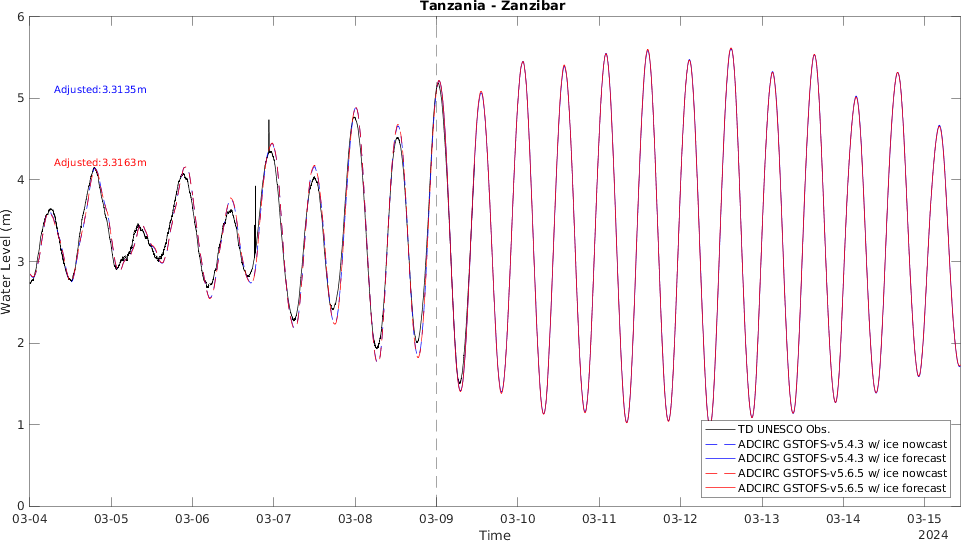 Tanzania - Zanzibar
6
5
4
3
2
1
0
Water Level (m)
Adjusted:3.3135m
Adjusted:3.3163m
TD UNESCO Obs.
ADCIRC GSTOFS-v5.4.3 w/ ice nowcast
ADCIRC GSTOFS-v5.4.3 w/ ice forecast
ADCIRC GSTOFS-v5.6.5 w/ ice nowcast
ADCIRC GSTOFS-v5.6.5 w/ ice forecast
03-04 03-05 03-06 03-07 03-08 03-09 03-10 03-11 03-12 03-13 03-14 03-15
Time
2024